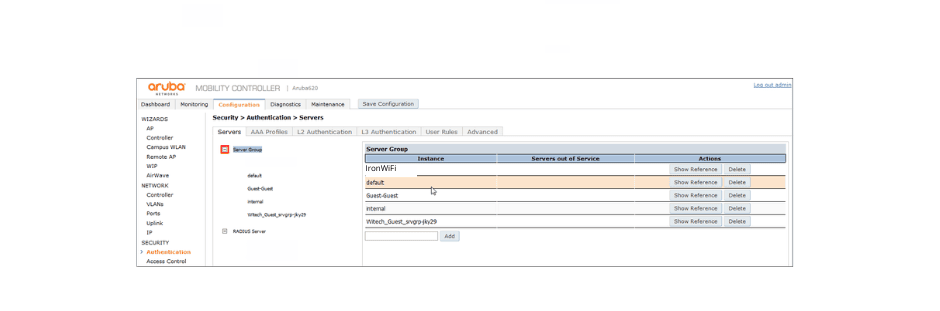 aruba NETWORKS MOBILITY CONTROLLER | Aruba620 Log out admin
Dashboard Monitoring Configuration Diagnostics Maintenance Save Configuration
WIZARDS
AP
Controller
Campus WLAN
Remote AP
WIP
AirWave
NETWORK
Controller
VLANs
Ports
Uplink
IP
SECURITY
> Authentication
Access Control
Security > Authentication > Servers
Servers AAA Profiles L2 Authentication L3 Authentication User Rules Advanced
Server Group
default
Guest-Guest
internal
Witech_Guest_srvgrp-jky29
RADIUS Server
Server Group
Instance Servers out of Service Actions
IronWiFi Show Reference Delete
default Show Reference Delete
Guest-Guest Show Reference Delete
internal Show Reference Delete
Witech_Guest_srvgrp-jky29 Show Reference Delete
Add